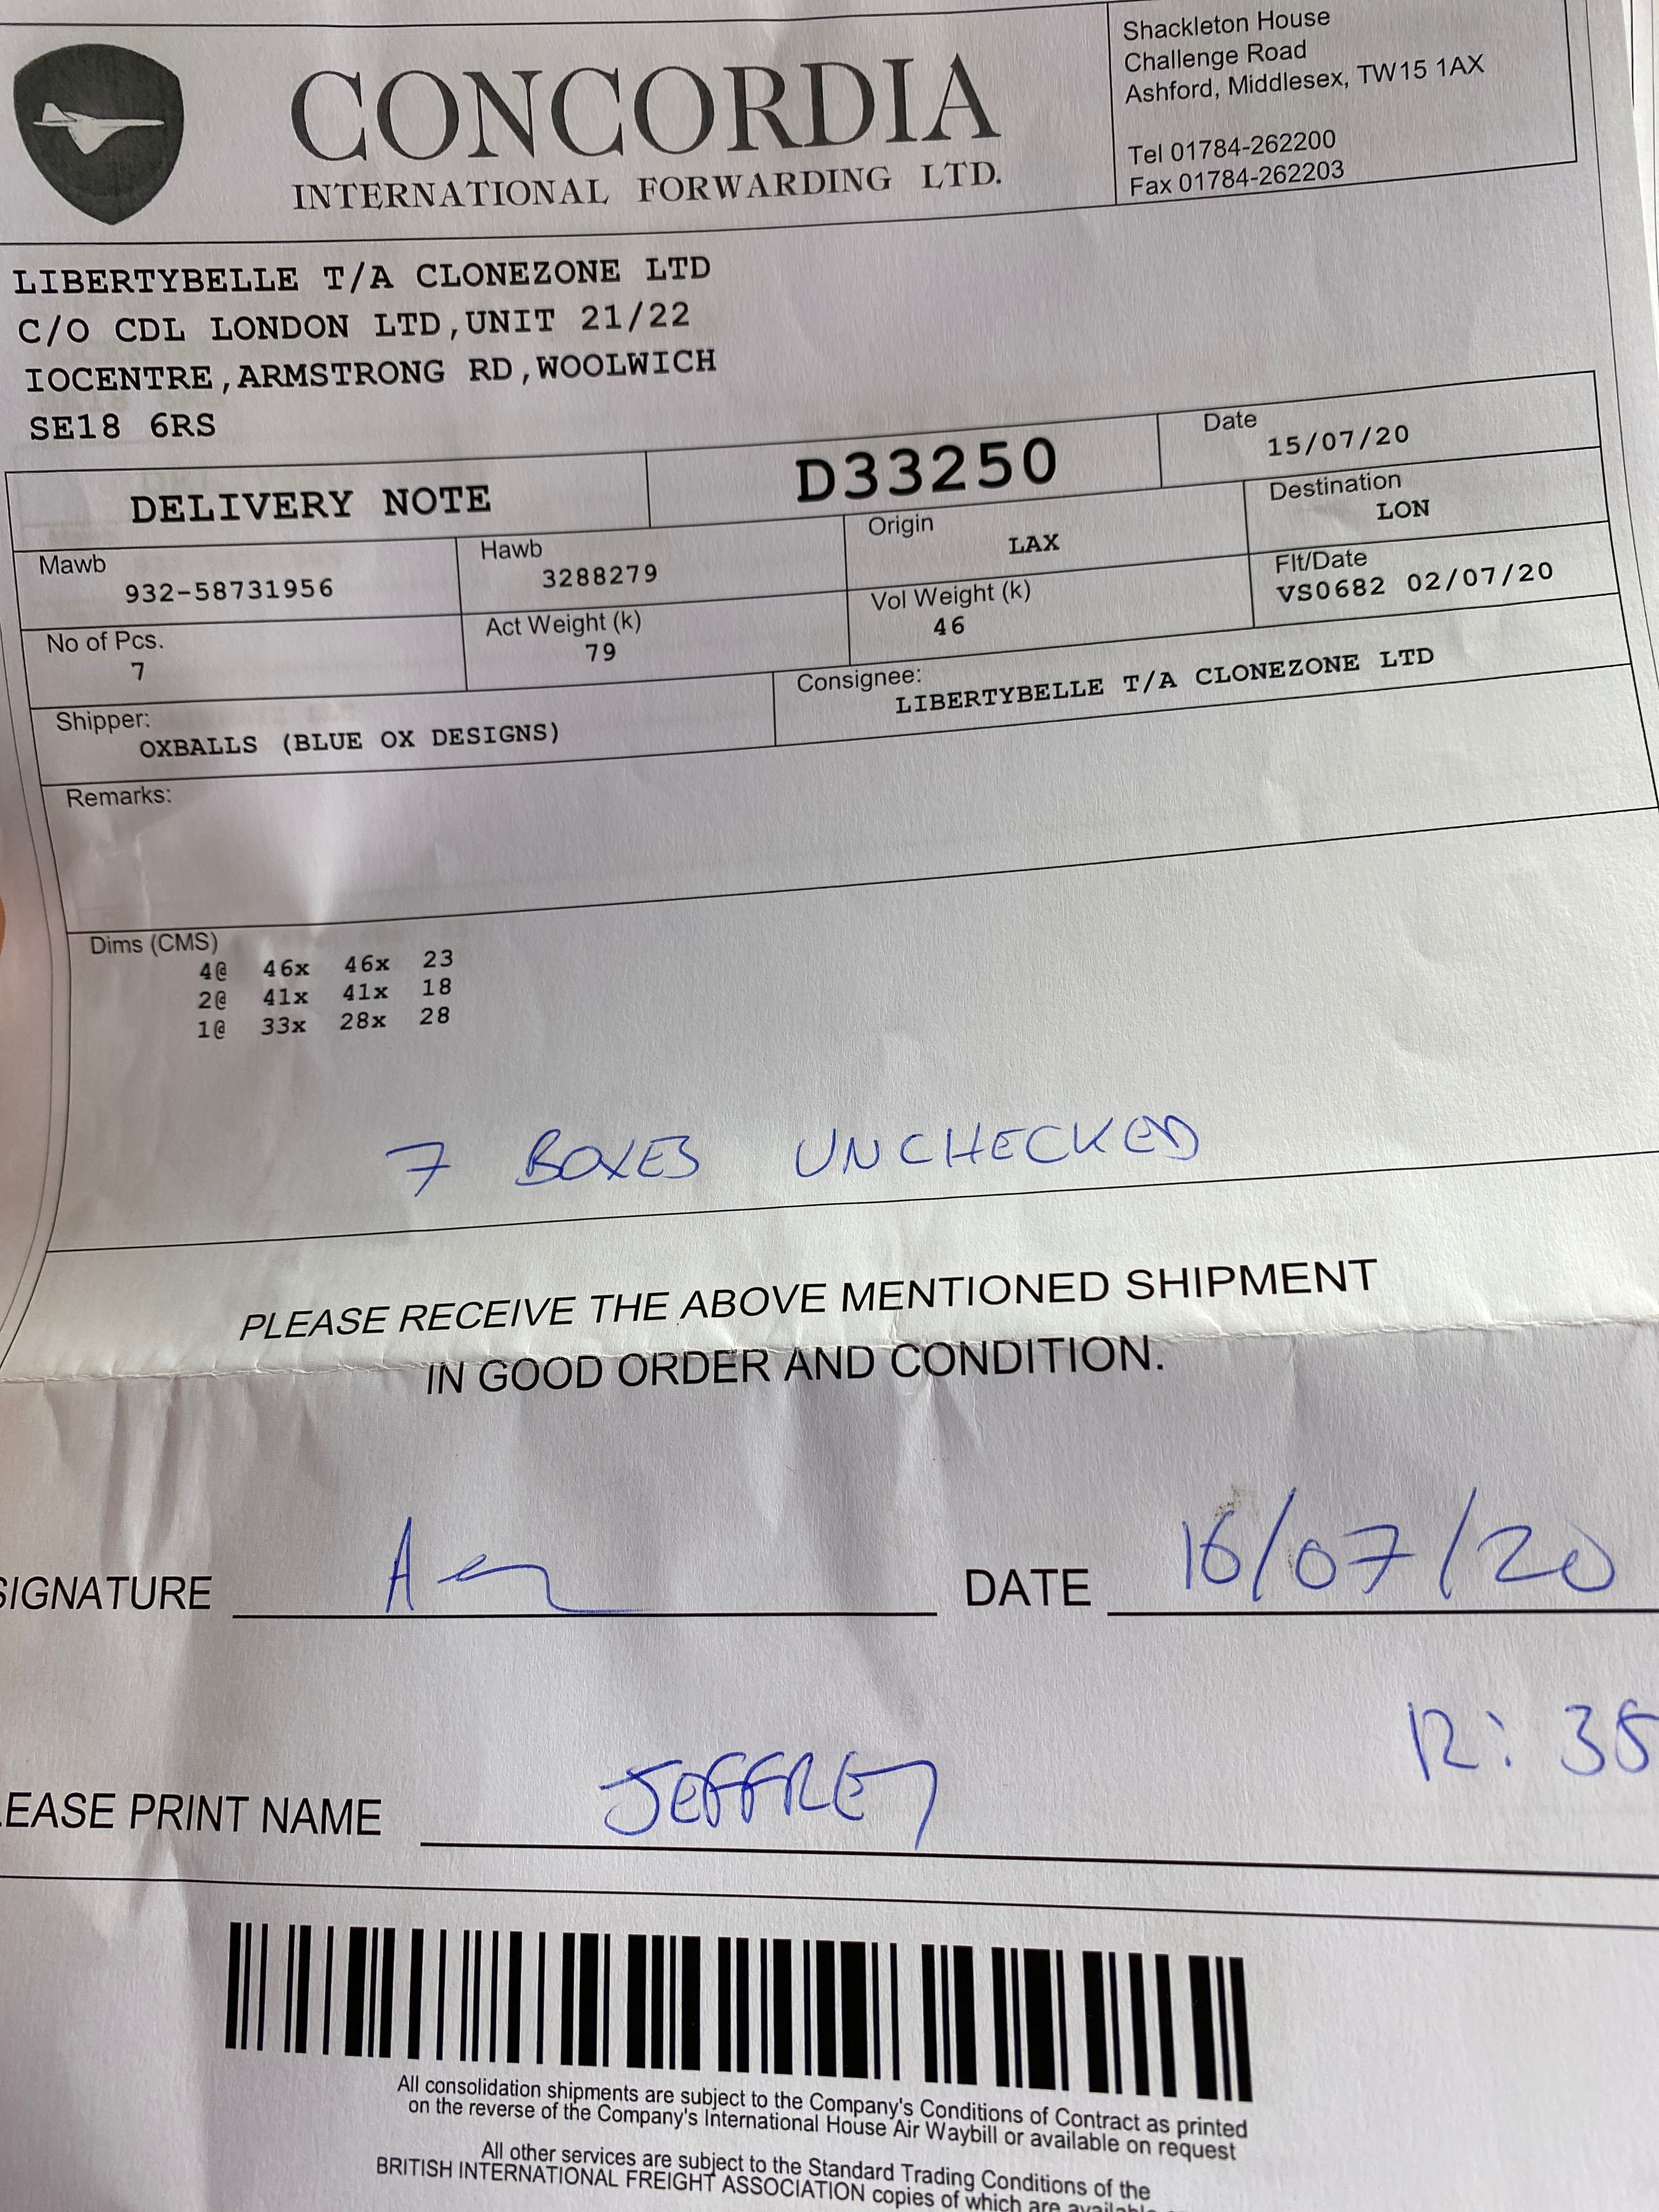 CONCORDIA
INTERNATIONAL FORWARDING LTD.
Shackleton House
Challenge Road
Ashford, Middlesex, TW15 1AX
Tel 01784-262200
Fax 01784-262203
LIBERTYBELLE T/A CLONEZONE LTD
C/O CDL LONDON LTD,UNIT 21/22
IOCENTRE,ARMSTRONG RD,WOOLWICH
SE18 6RS
DELIVERY NOTE
D33250
Date
15/07/20
Mawb
932-58731956
Hawb
3288279
Origin
LAX
Destination
LON
No of Pcs.
7
Act Weight (k)
79
Vol Weight (k)
46
Flt/Date
VS0682 02/07/20
Shipper:
OXBALLS (BLUE OX DESIGNS)
Consignee:
LIBERTYBELLE T/A CLONEZONE LTD
Remarks:
Dims (CMS)
4@ 46x 46x 23
2@ 41x 41x 18
1@ 33x 28x 28
7 BOXES UNCHECKED
PLEASE RECEIVE THE ABOVE MENTIONED SHIPMENT
IN GOOD ORDER AND CONDITION.
SIGNATURE
DATE 16/07/20
12:38
LEASE PRINT NAME JEFFREY
All consolidation shipments are subject to the Company's Conditions of Contract as printed
on the reverse of the Company's International House Air Waybill or available on request
All other services are subject to the Standard Trading Conditions of the
BRITISH INTERNATIONAL FREIGHT ASSOCIATION copies of which are available